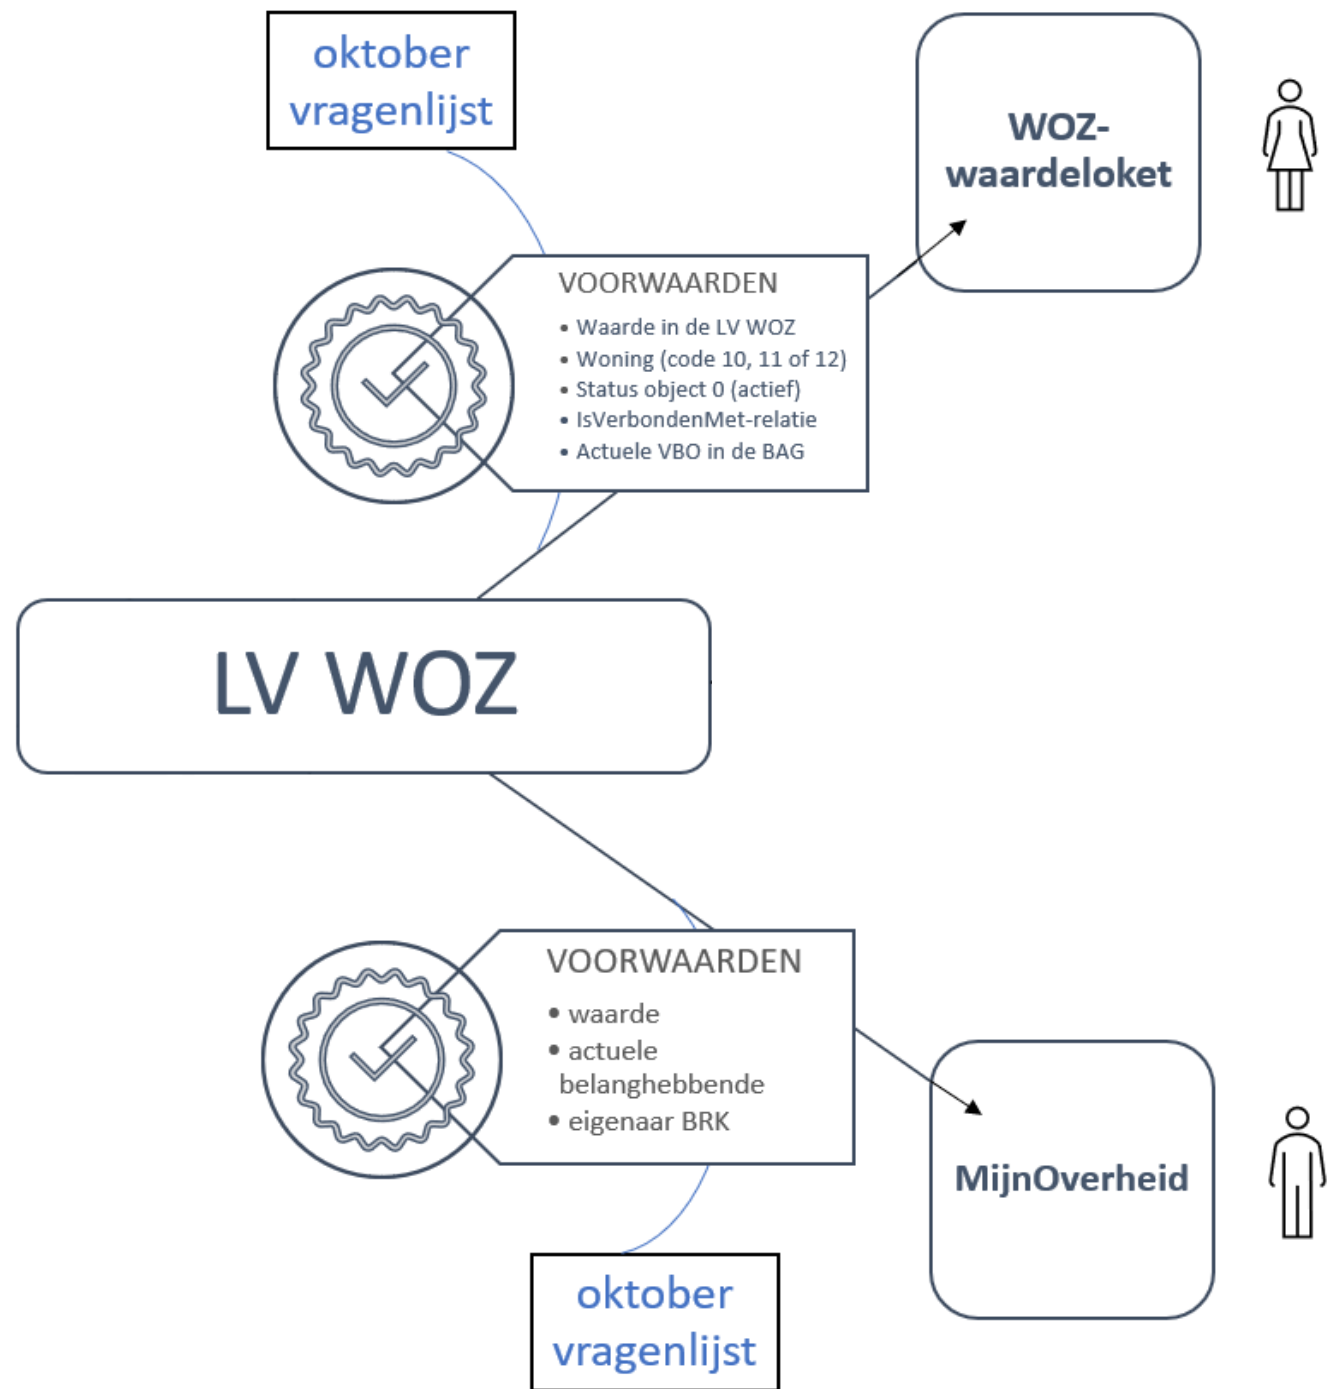 oktober
vragenlijst
WOZ-
waardeloket
VOORWAARDEN
• Waarde in de LV WOZ
• Woning (code 10, 11 of 12)
• Status object 0 (actief)
• IsVerbondenMet-relatie
• Actuele VBO in de BAG
LV WOZ
VOORWAARDEN
• waarde
• actuele
belanghebbende
• eigenaar BRK
MijnOverheid
oktober
vragenlijst